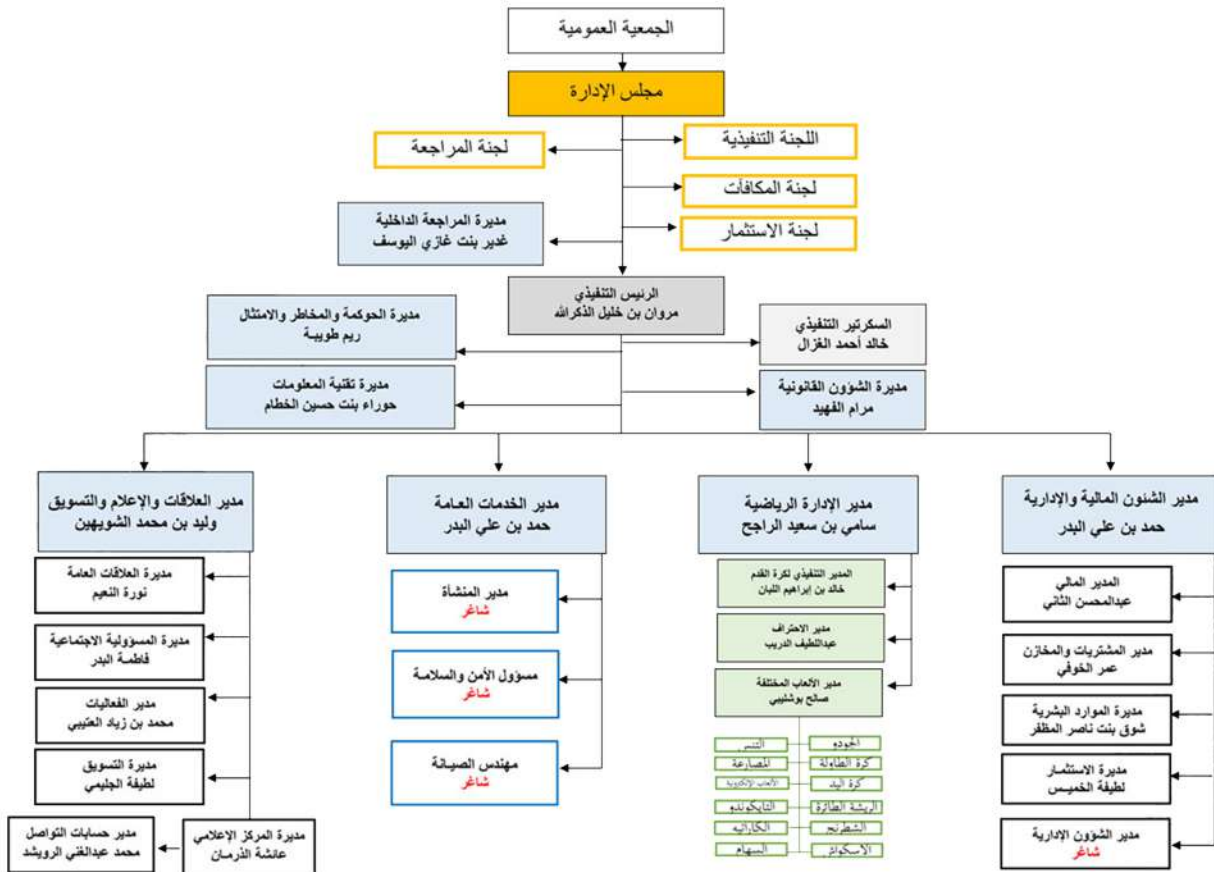 الجمعية العمومية
مجلس الإدارة
اللجنة التنفيذية
لجنة المراجعة
لجنة المكافأت
لجنة الاستثمار
مديرة المراجعة الداخلية
غدير بنت غازي اليوسف
الرئيس التنفيذي
مروان بن خليل الذكرالله
السكرتير التنفيذي
خالد أحمد الغزال
مديرة الحوكمة والمخاطر والامتثال
ريم طويبة
مديرة الشؤون القانونية
مرام الفهيد
مديرة تقنية المعلومات
حوراء بنت حسين الخطام
مدير الشئون المالية والإدارية
حمد بن علي البدر
المدير المالي
عبدالمحسن الثاني
مدير المشتريات والمخازن
عمر الخوفي
مديرة الموارد البشرية
شوق بنت ناصر المظفر
مديرة الاستثمار
لطيفة الخميس
مدير الشؤون الإدارية
شاغر
مدير الإدارة الرياضية
سامي بن سعيد الراجح
المدير التنفيذي لكرة القدم
خالد بن إبراهيم اللبان
مدير الاحتراف
عبداللطيف الدريب
مدير الألعاب المختلفة
صالح بوشليبي
الجودو
التنس
كرة الطاولة
المصارعة
كرة اليد
الألعاب الإلكترونية
الريشة الطائرة
التايكوندو
الشطرنج
الكاراتيه
الاسكواش
السهام
مدير الخدمات العامة
حمد بن علي البدر
مدير المنشأة
شاغر
مسؤول الأمن والسلامة
شاغر
مهندس الصيانة
شاغر
مدير العلاقات والإعلام والتسويق
وليد بن محمد الشويهين
مديرة العلاقات العامة
نورة النعيم
مديرة المسؤولية الاجتماعية
فاطمة البدر
مدير الفعاليات
محمد بن زياد العتيبي
مديرة التسويق
لطيفة الجليمي
مديرة المركز الإعلامي
عائشة الذرمان
مدير حسابات التواصل
محمد عبدالغني الرويشد